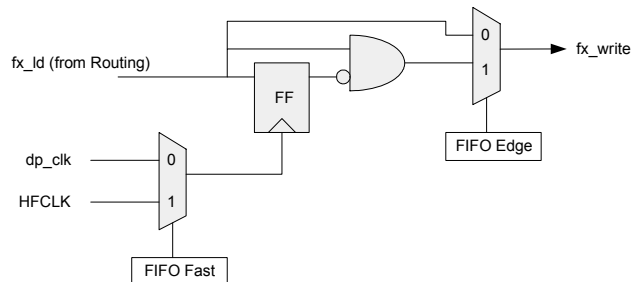 0
fx_write
fx_ld (from Routing)
1
FF
FIFO Edge
dp_clk
0
HFCLK
1
FIFO Fast